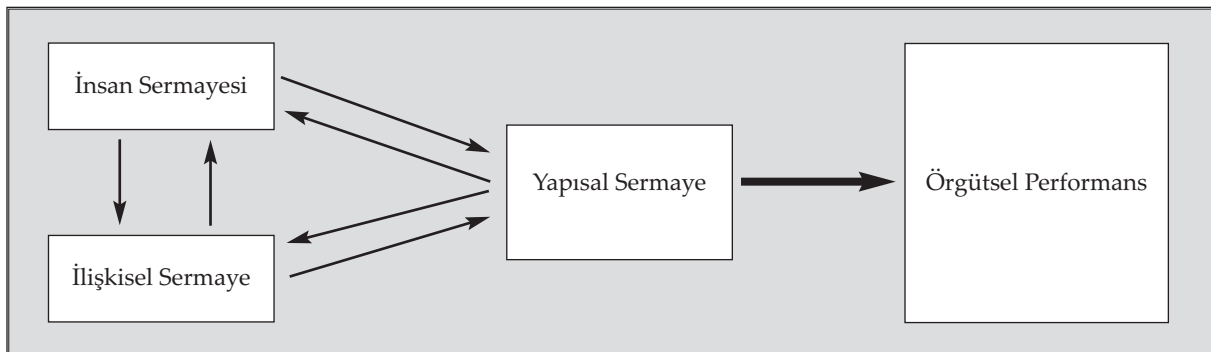 İnsan Sermayesi
İlişkisel Sermaye
Yapısal Sermaye
Örgütsel Performans